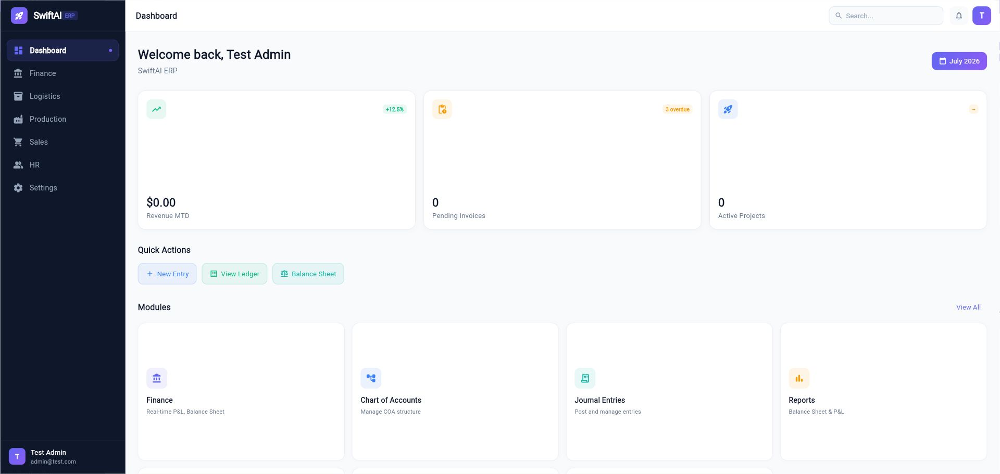 SwiftAI ERP
Dashboard
Finance
Logistics
Production
Sales
HR
Settings
T
Test Admin
admin@test.com
Dashboard
Search...
T
Welcome back, Test Admin
SwiftAI ERP
July 2026
+12.5%
$0.00
Revenue MTD
3 overdue
0
Pending Invoices
–
0
Active Projects
Quick Actions
New Entry
View Ledger
Balance Sheet
Modules
View All
Finance
Real-time P&L, Balance Sheet
Chart of Accounts
Manage COA structure
Journal Entries
Post and manage entries
Reports
Balance Sheet & P&L